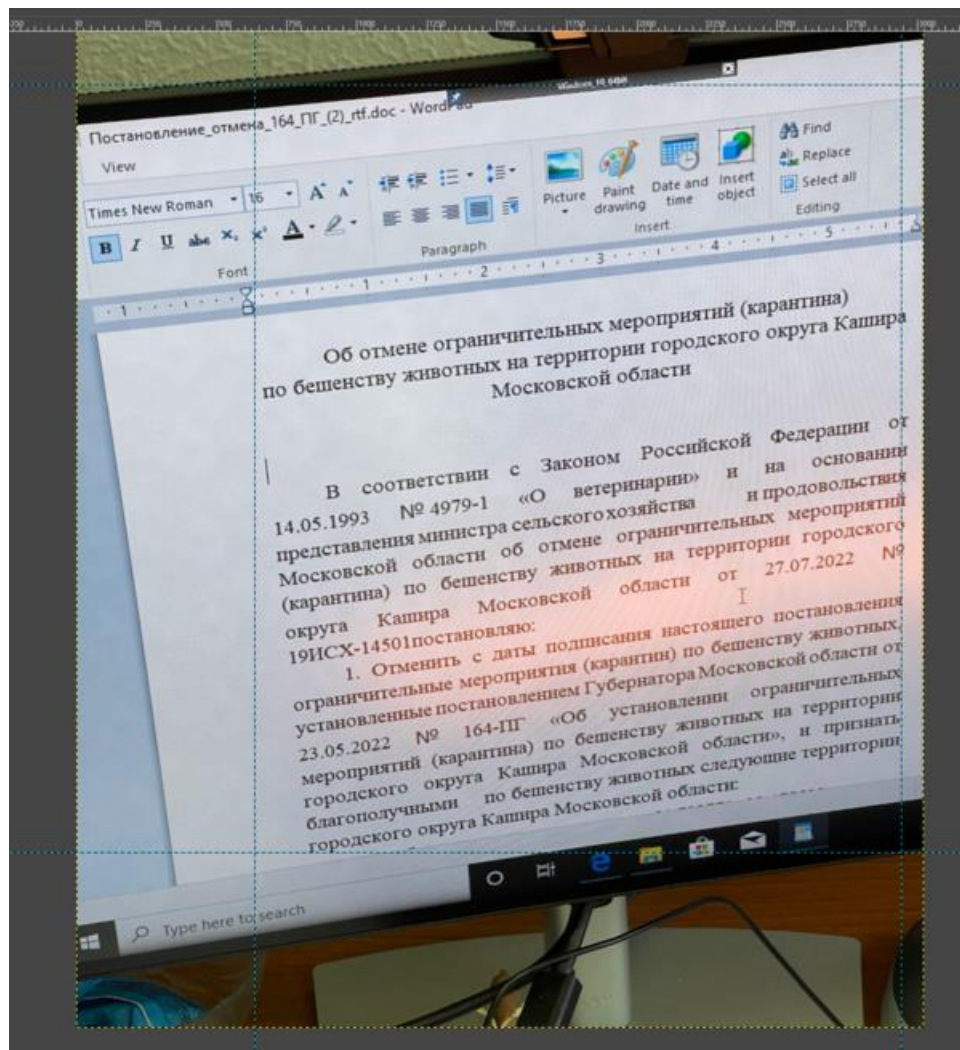 Windows_10_64bit
Постановление_отмена_164_ПГ_(2)_rtf.doc - WordPad
View
Times New Roman 16
Find
Replace
Select all
Picture
Paint drawing
Date and time
Insert object
Font
Paragraph
Insert
Editing
1 1 2 3 4 5
Об отмене ограничительных мероприятий (карантина)
по бешенству животных на территории городского округа Кашира
Московской области
В соответствии с Законом Российской Федерации от
14.05.1993 № 4979-1 «О ветеринарии» и на основании
представления министра сельского хозяйства и продовольствия
Московской области об отмене ограничительных мероприятий
(карантина) по бешенству животных на территории городского
округа Кашира Московской области от 27.07.2022 №
19ИСХ-14501постановляю:
1. Отменить с даты подписания настоящего постановления
ограничительные мероприятия (карантин) по бешенству животных,
установленные постановлением Губернатора Московской области от
23.05.2022 № 164-ПГ «Об установлении ограничительных
мероприятий (карантина) по бешенству животных на территории
городского округа Кашира Московской области», и признать
благополучными по бешенству животных следующие территории
городского округа Кашира Московской области:
Type here to search